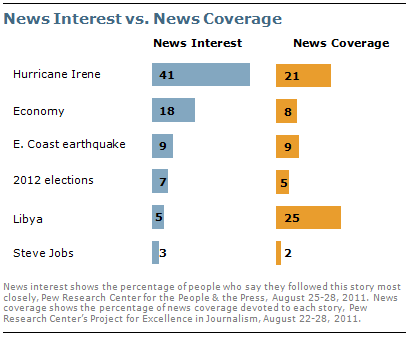 News Interest vs. News Coverage
News Interest News Coverage
Hurricane Irene 41 21
Economy 18 8
E. Coast earthquake 9 9
2012 elections 7 5
Libya 5 25
Steve Jobs 3 2
News interest shows the percentage of people who say they followed this story most
closely, Pew Research Center for the People & the Press, August 25-28, 2011. News
coverage shows the percentage of news coverage devoted to each story, Pew
Research Center's Project for Excellence in Journalism, August 22-28, 2011.